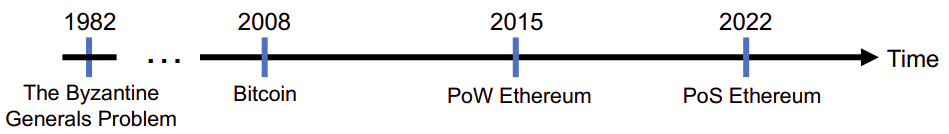 1982
2008
2015
2022
...
Time
The Byzantine
Generals Problem
Bitcoin
PoW Ethereum
PoS Ethereum